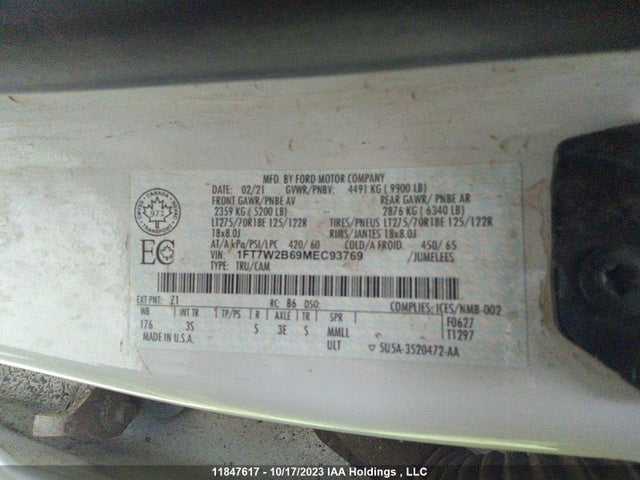 MFD. BY FORD MOTOR COMPANY
DATE: 02/21 GVWR/PNBV: 4491 KG ( 9900 LB)
FRONT GAWR/PNBE AV REAR GAWR/ PNBE AR
2359 KG ( 5200 LB) 2876 KG ( 6340 LB)
LT275/70R18E 125/122R TIRES/PNEUS LT275/70R18E 125/122R
18x8.0J RIMS/JANTES 18x8.0J
AT/A kPa/PSI/LPC 420/60 COLD/A FROID 450/65
VIN: 1FT7W2B69MEC93769 /JUMELEES
TYPE: TRU/CAM
CANADA
977
EC
EXT PNT: Z1 RC: B6 DSO: COMPLIES: ICES/NMB-002
WB INT TR TP/PS R AXLE TR SPR F0627
176 3S 5 3E S MMLL T1297
MADE IN U.S.A. ULT ▽ 5U5A-3520472-AA
11847617 - 10/17/2023 IAA Holdings , LLC